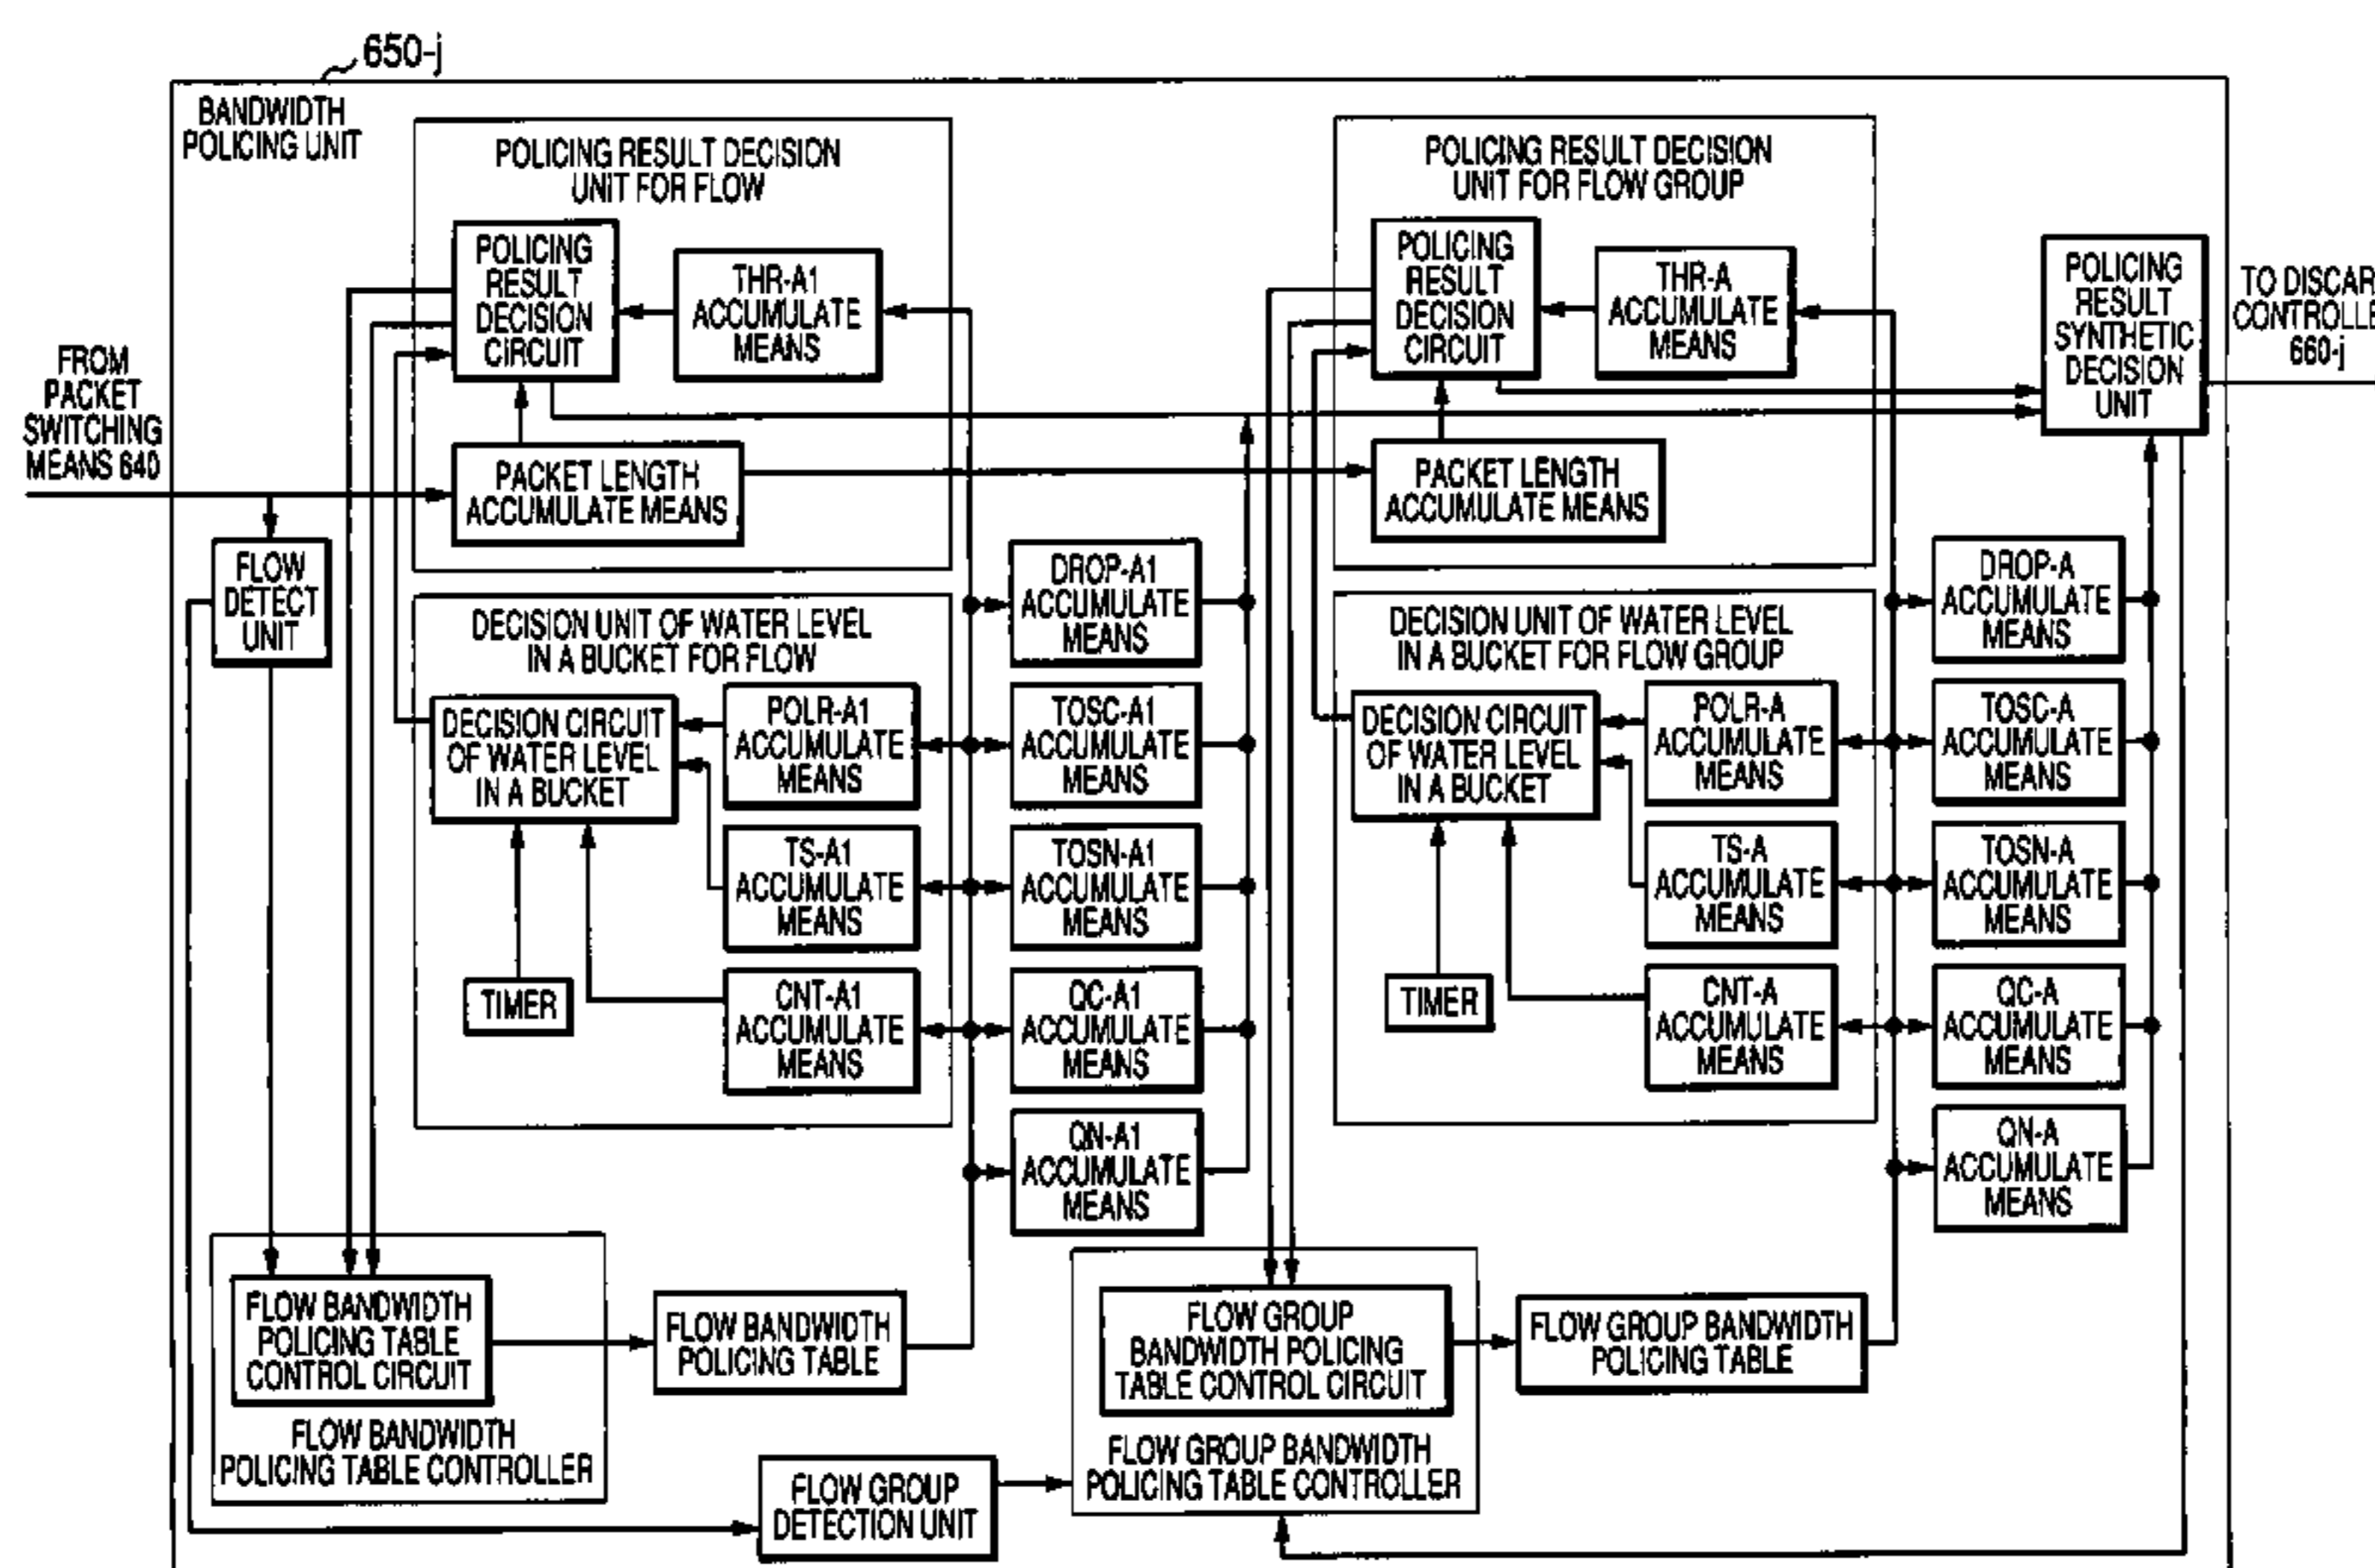 650-j
BANDWIDTH
POLICING UNIT
POLICING RESULT DECISION
UNIT FOR FLOW
POLICING
RESULT
DECISION
CIRCUIT
THR-A1
ACCUMULATE
MEANS
PACKET LENGTH
ACCUMULATE MEANS
FROM
PACKET
SWITCHING
MEANS 640
FLOW
DETECT
UNIT
DECISION UNIT OF WATER LEVEL
IN A BUCKET FOR FLOW
DECISION CIRCUIT
OF WATER LEVEL
IN A BUCKET
POLR-A1
ACCUMULATE
MEANS
TS-A1
ACCUMULATE
MEANS
CNT-A1
ACCUMULATE
MEANS
TIMER
DROP-A1
ACCUMULATE
MEANS
TOSC-A1
ACCUMULATE
MEANS
TOSN-A1
ACCUMULATE
MEANS
QC-A1
ACCUMULATE
MEANS
QN-A1
ACCUMULATE
MEANS
POLICING RESULT DECISION
UNIT FOR FLOW GROUP
POLICING
RESULT
DECISION
CIRCUIT
THR-A
ACCUMULATE
MEANS
PACKET LENGTH
ACCUMULATE MEANS
DECISION UNIT OF WATER LEVEL
IN A BUCKET FOR FLOW GROUP
DECISION CIRCUIT
OF WATER LEVEL
IN A BUCKET
POLR-A
ACCUMULATE
MEANS
TS-A
ACCUMULATE
MEANS
CNT-A
ACCUMULATE
MEANS
TIMER
DROP-A
ACCUMULATE
MEANS
TOSC-A
ACCUMULATE
MEANS
TOSN-A
ACCUMULATE
MEANS
QC-A
ACCUMULATE
MEANS
QN-A
ACCUMULATE
MEANS
POLICING
RESULT
SYNTHETIC
DECISION
UNIT
TO DISCAR
CONTROLLE
660-j
FLOW BANDWIDTH
POLICING TABLE
CONTROL CIRCUIT
FLOW BANDWIDTH
POLICING TABLE CONTROLLER
FLOW BANDWIDTH
POLICING TABLE
FLOW GROUP
DETECTION UNIT
FLOW GROUP
BANDWIDTH POLICING
TABLE CONTROL CIRCUIT
FLOW GROUP BANDWIDTH
POLICING TABLE CONTROLLER
FLOW GROUP BANDWIDTH
POLICING TABLE